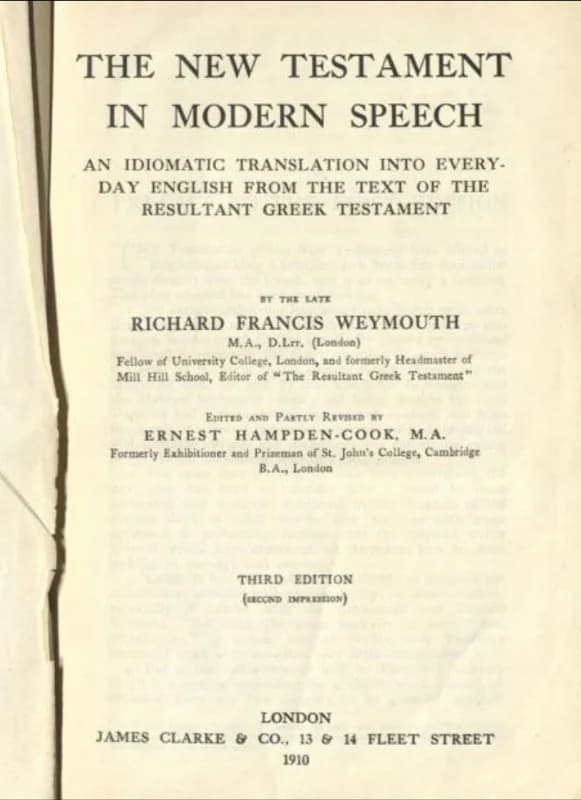 THE NEW TESTAMENT
IN MODERN SPEECH
AN IDIOMATIC TRANSLATION INTO EVERY-
DAY ENGLISH FROM THE TEXT OF THE
RESULTANT GREEK TESTAMENT
BY THE LATE
RICHARD FRANCIS WEYMOUTH
M.A., D.LIT. (London)
Fellow of University College, London, and formerly Headmaster of
Mill Hill School, Editor of "The Resultant Greek Testament"
EDITED AND PARTLY REVISED BY
ERNEST HAMPDEN-COOK, M.A.
Formerly Exhibitioner and Prizeman of St. John's College, Cambridge
B.A., London
THIRD EDITION
(SECOND IMPRESSION)
LONDON
JAMES CLARKE & CO., 13 & 14 FLEET STREET
1910